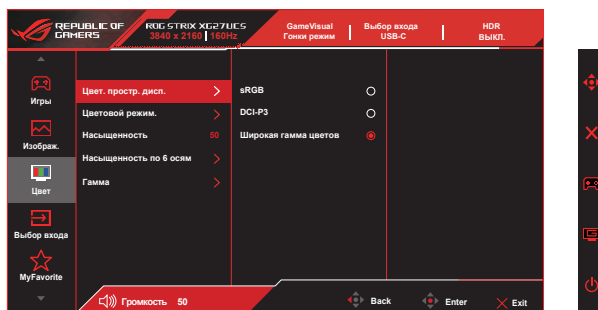 REPUBLIC OF
GAMERS
ROG STRIX XG27UCS
3840 x 2160 | 160Hz
GameVisual
Гонки режим
Выбор входа
USB-C
HDR
ВЫКЛ.
Игры
Изображ.
Цвет
Выбор входа
MyFavorite
Цвет. простр. дисп.
Цветовой режим.
Насыщенность 50
Насыщенность по 6 осям
Гамма
sRGB
DCI-P3
Широкая гамма цветов
Громкость 50
Back
Enter
Exit